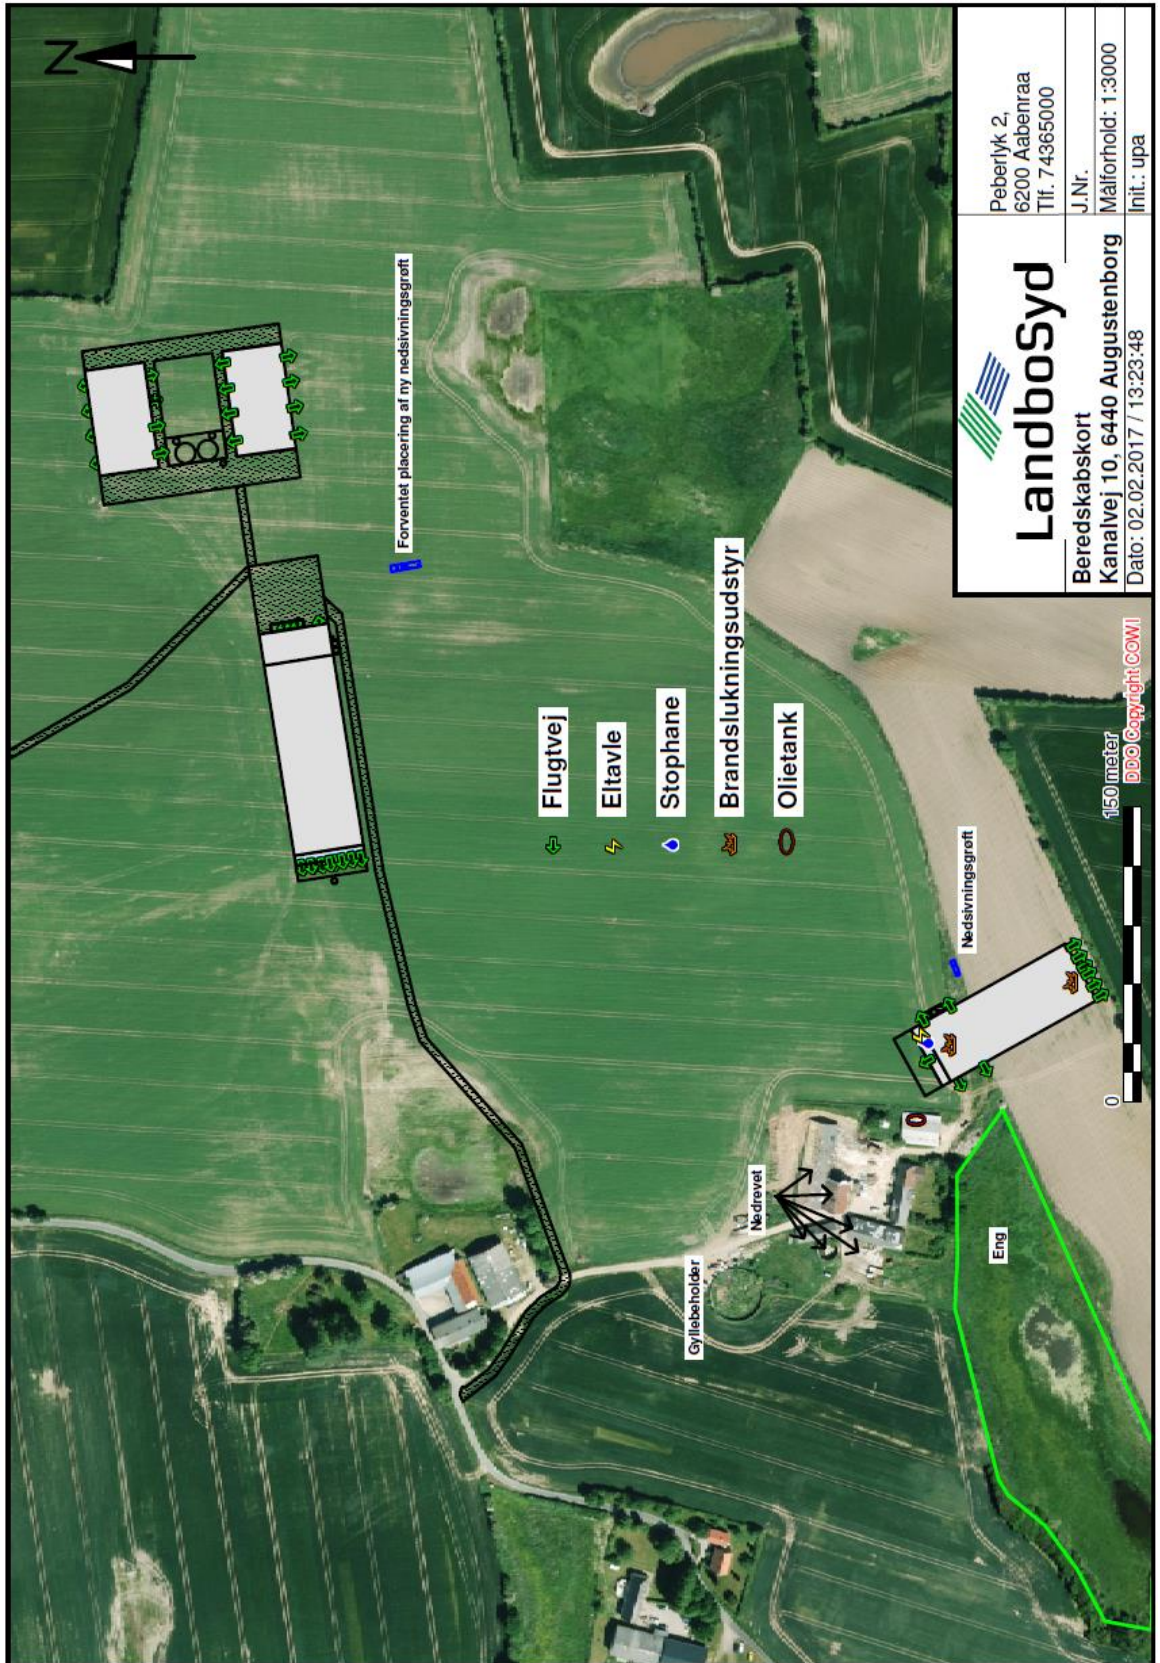 N
Forventet placering af ny nedsivningsgrøft
Flugtvej
Eltavle
Stophane
Brandslukningsudstyr
Olietank
Nedsivningsgrøft
Nedrevet
Gyllebeholder
Eng
0
150 meter
DDO Copyright COWI
LandboSyd
Peberlyk 2,
6200 Aabenraa
Tlf. 74365000
Beredskabskort
J.Nr.
Kanalvej 10, 6440 Augustenborg
Målforhold: 1:3000
Dato: 02.02.2017 / 13:23:48
Init.: upa